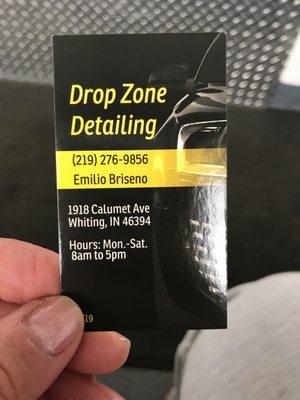 Drop Zone
Detailing
(219) 276-9856
Emilio Briseno
1918 Calumet Ave
Whiting, IN 46394
Hours: Mon.-Sat.
8am to 5pm